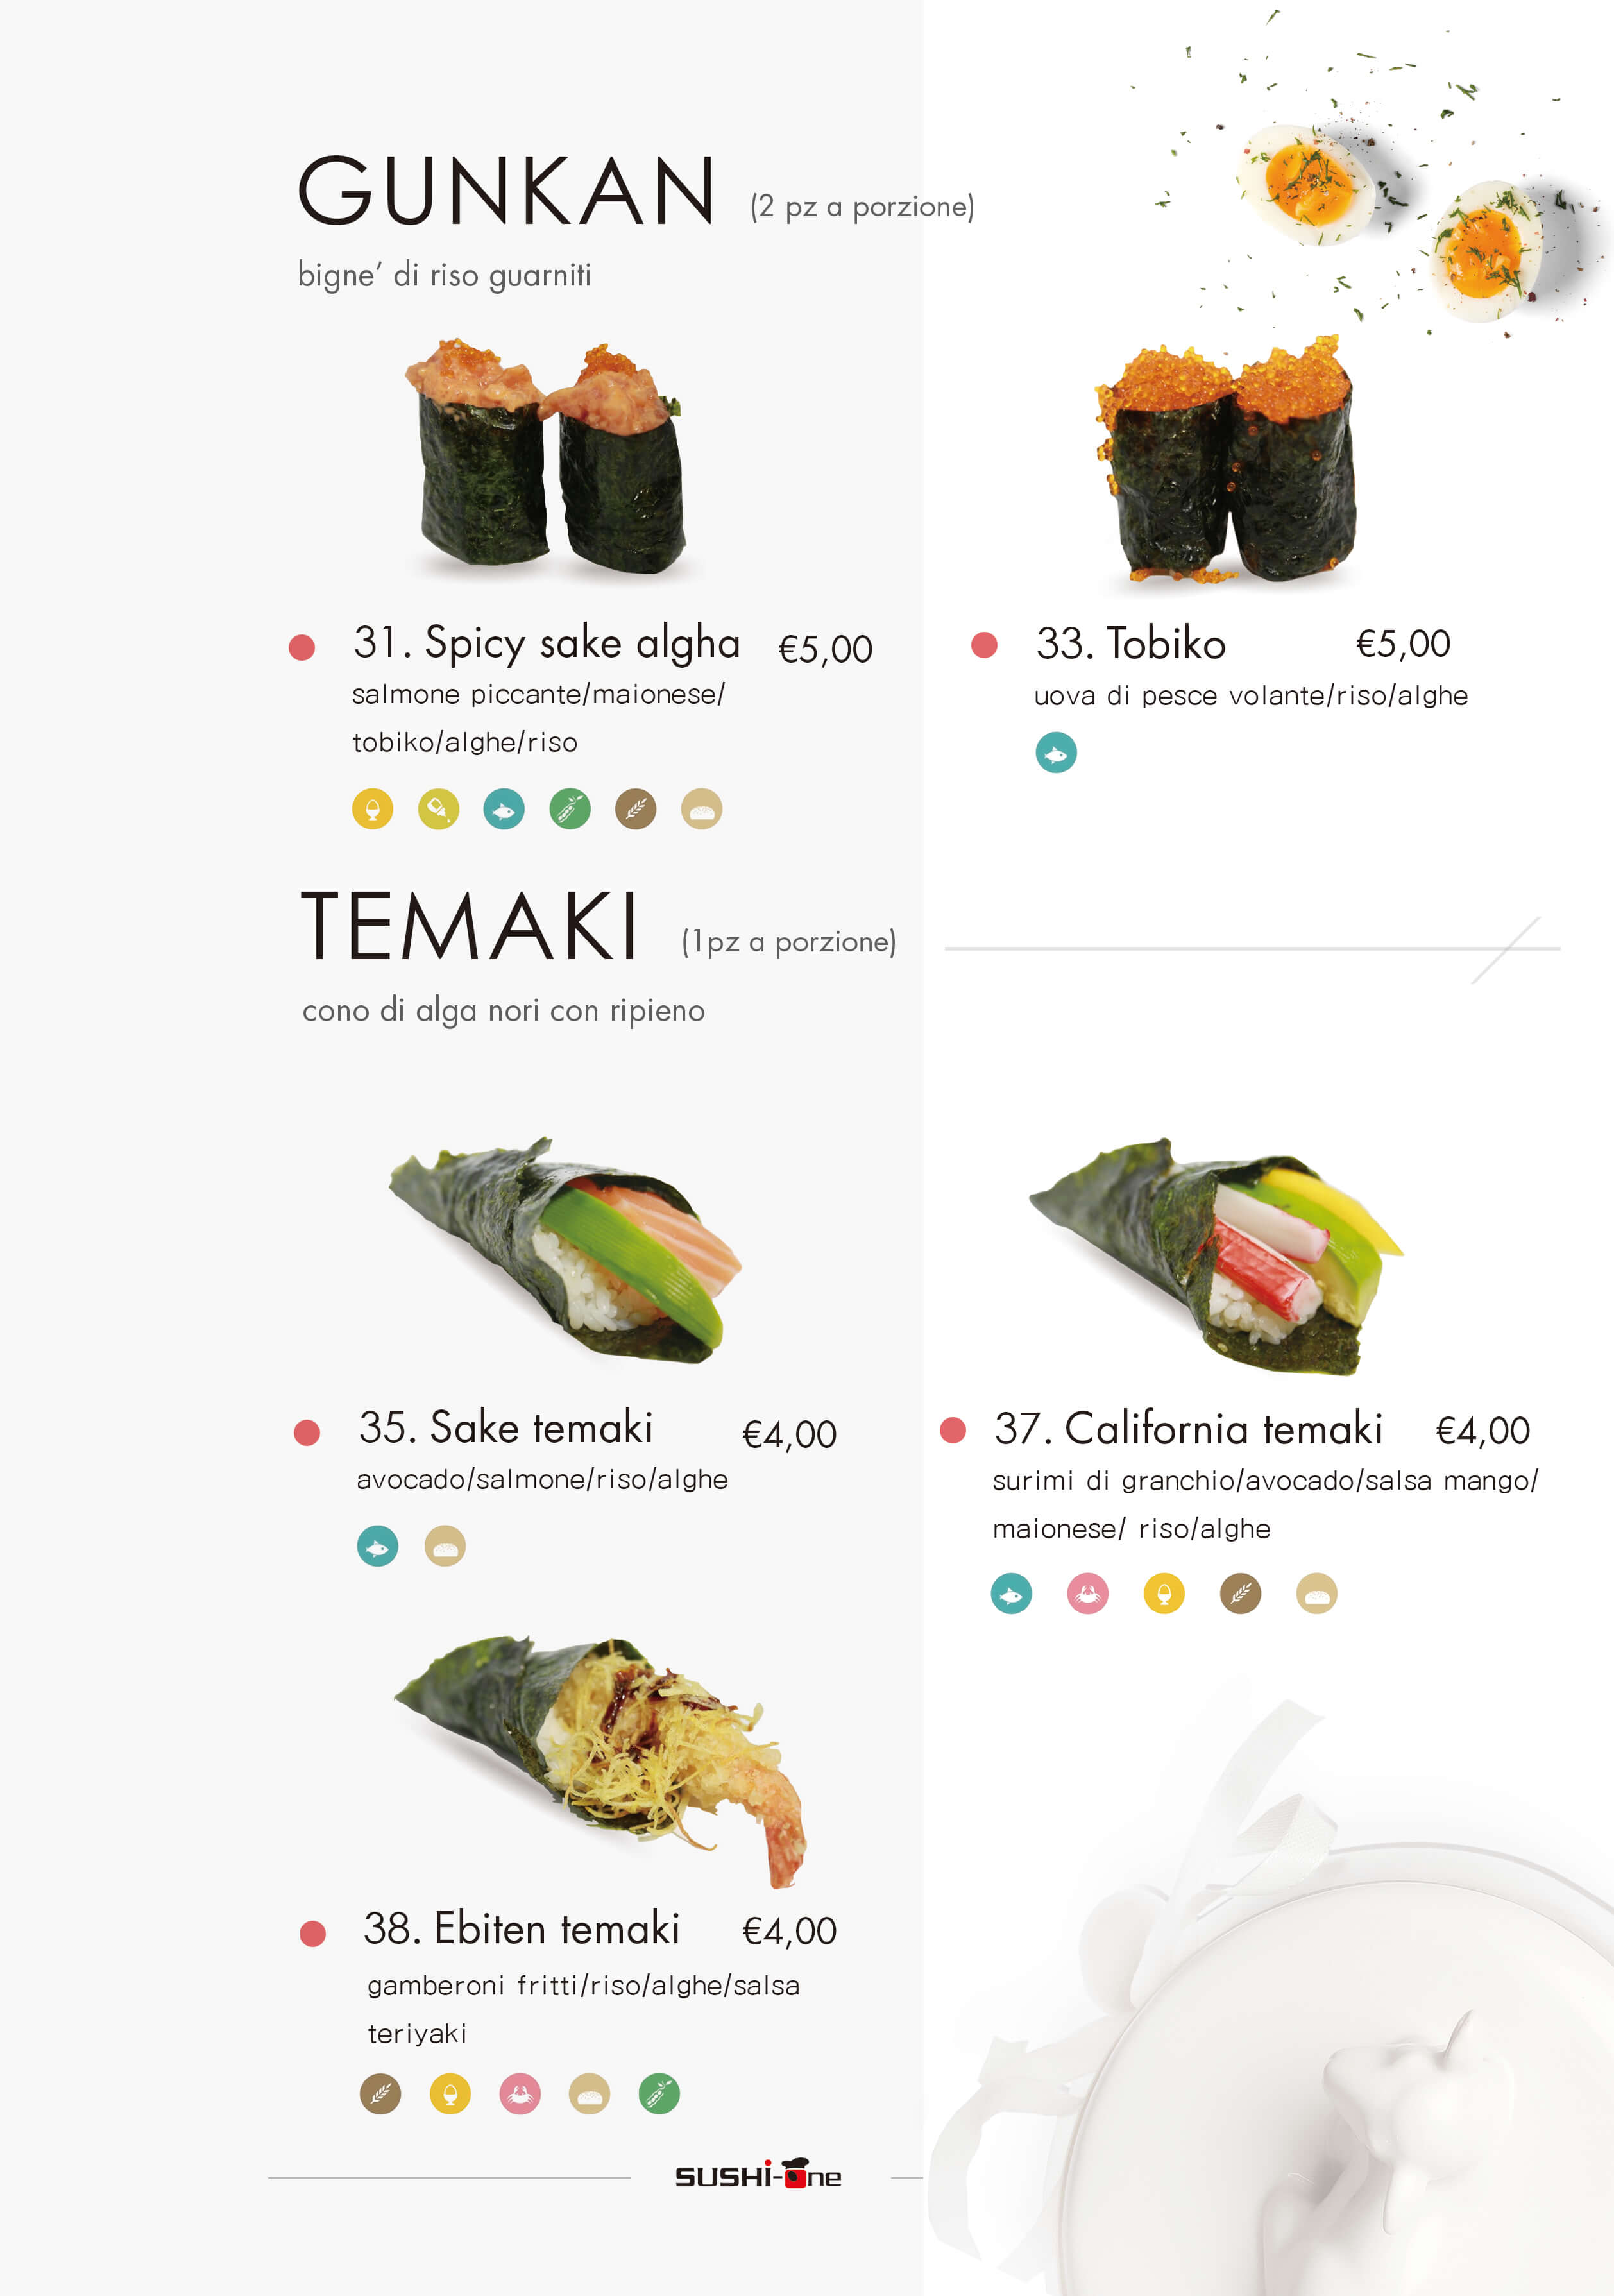 GUNKAN (2 pz a porzione)
bigne’ di riso guarniti
31. Spicy sake algha €5,00
salmone piccante/maionese/
tobiko/alghe/riso
33. Tobiko €5,00
uova di pesce volante/riso/alghe
TEMAKI (1pz a porzione)
cono di alga nori con ripieno
35. Sake temaki €4,00
avocado/salmone/riso/alghe
37. California temaki €4,00
surimi di granchio/avocado/salsa mango/
maionese/ riso/alghe
38. Ebiten temaki €4,00
gamberoni fritti/riso/alghe/salsa
teriyaki
SUSHi-One